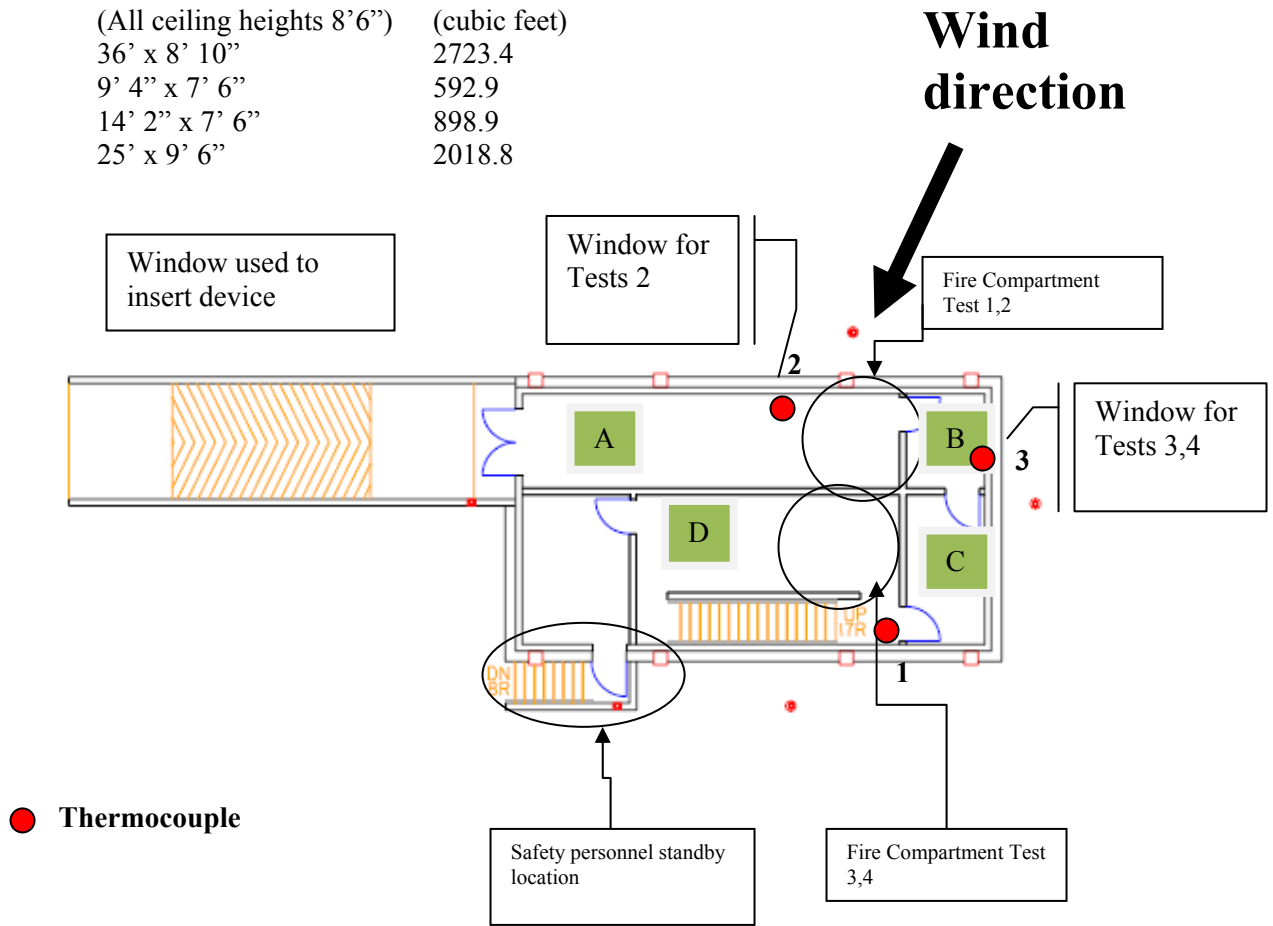 (All ceiling heights 8’6”) (cubic feet)
36’ x 8’ 10” 2723.4
9’ 4” x 7’ 6” 592.9
14’ 2” x 7’ 6” 898.9
25’ x 9’ 6” 2018.8
Wind
direction
Window used to
insert device
Window for
Tests 2
Fire Compartment
Test 1,2
2
Window for
Tests 3,4
A
B
3
D
C
UP
17R
1
DN
8R
Thermocouple
Safety personnel standby
location
Fire Compartment Test
3,4